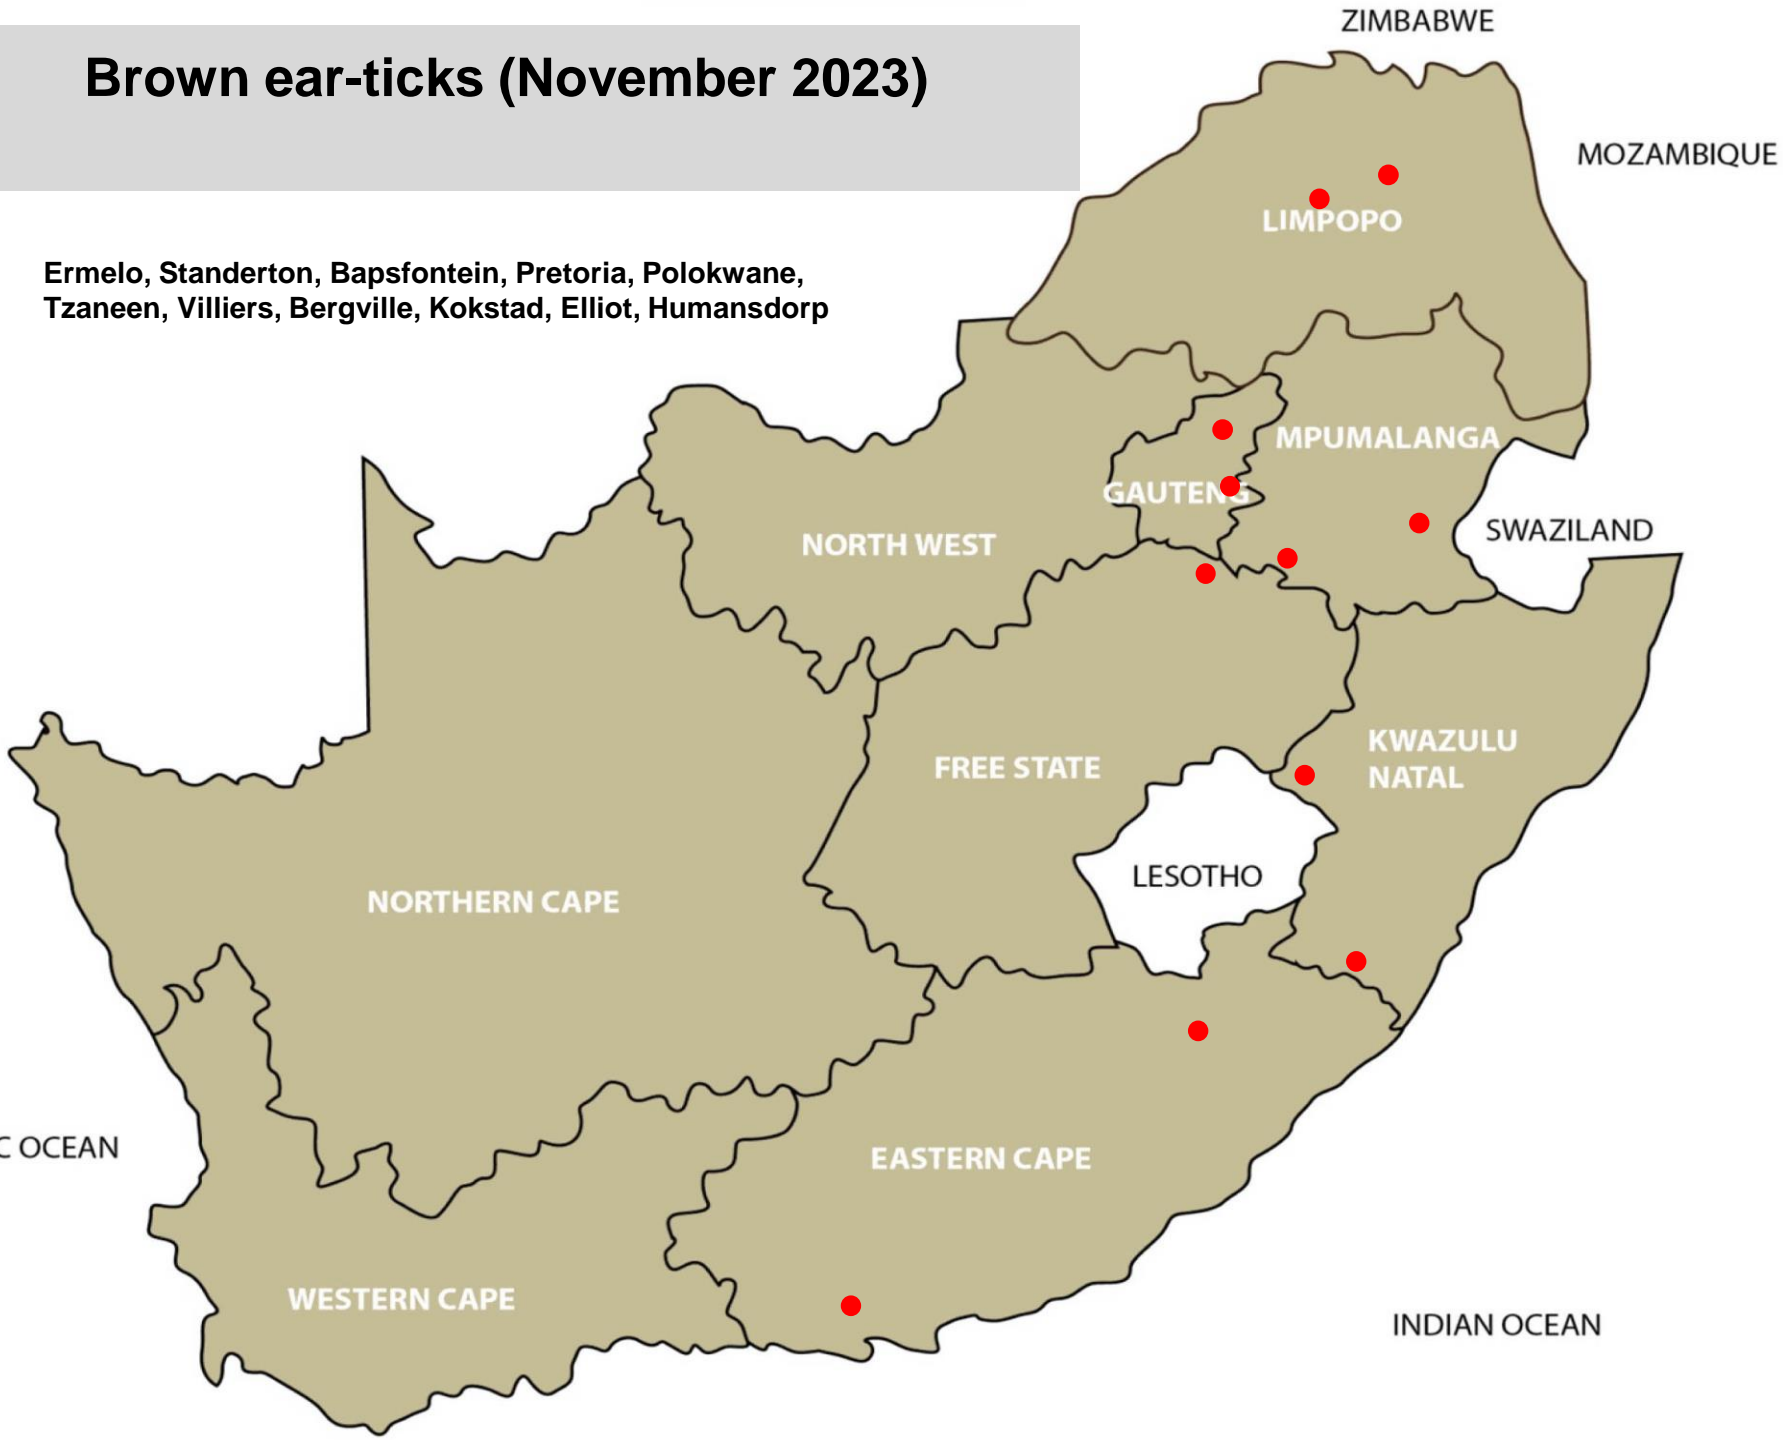 ZIMBABWE
Brown ear-ticks (November 2023)
MOZAMBIQUE
LIMPOPO
Ermelo, Standerton, Bapsfontein, Pretoria, Polokwane,
Tzaneen, Villiers, Bergville, Kokstad, Elliot, Humansdorp
MPUMALANGA
GAUTENG
SWAZILAND
NORTH WEST
KWAZULU
NATAL
FREE STATE
LESOTHO
NORTHERN CAPE
C OCEAN
EASTERN CAPE
WESTERN CAPE
INDIAN OCEAN